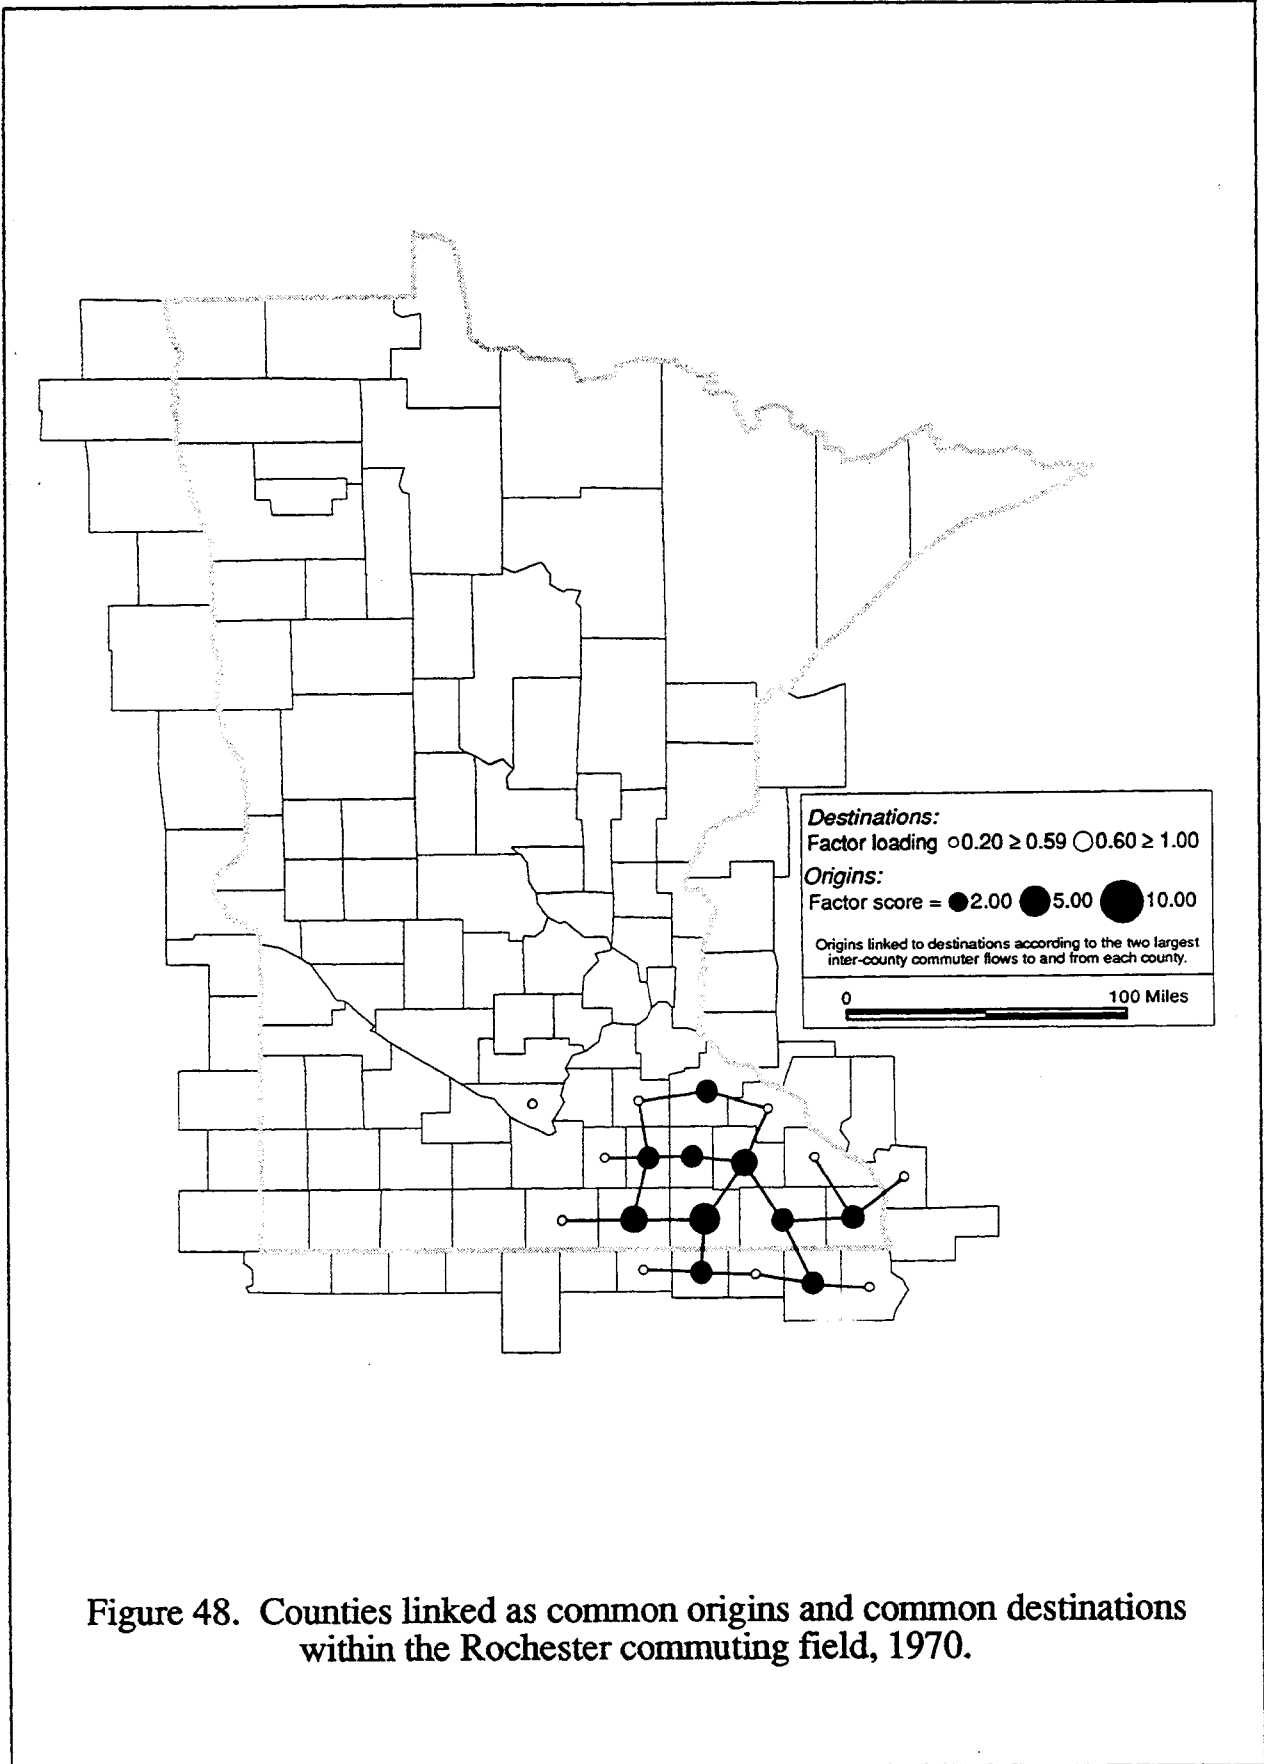 Destinations:
Factor loading ○0.20 ≥ 0.59 ○0.60 ≥ 1.00
Origins:
Factor score = ●2.00 ●5.00 ●10.00
Origins linked to destinations according to the two largest
inter-county commuter flows to and from each county.
0 100 Miles
Figure 48. Counties linked as common origins and common destinations
within the Rochester commuting field, 1970.